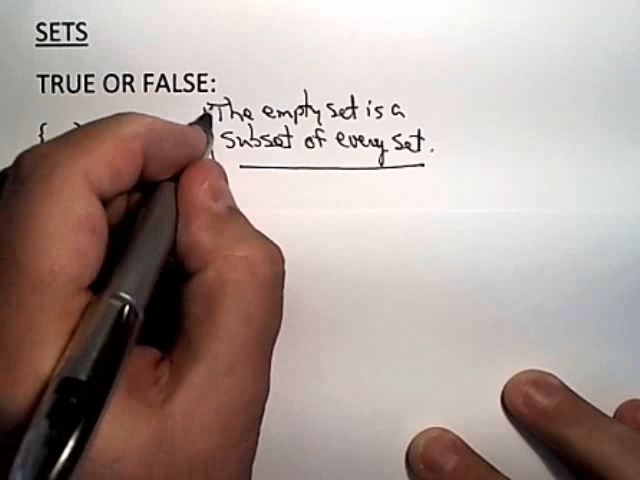 SETS
TRUE OR FALSE:
The empty set is a
{ }
subset of every set.